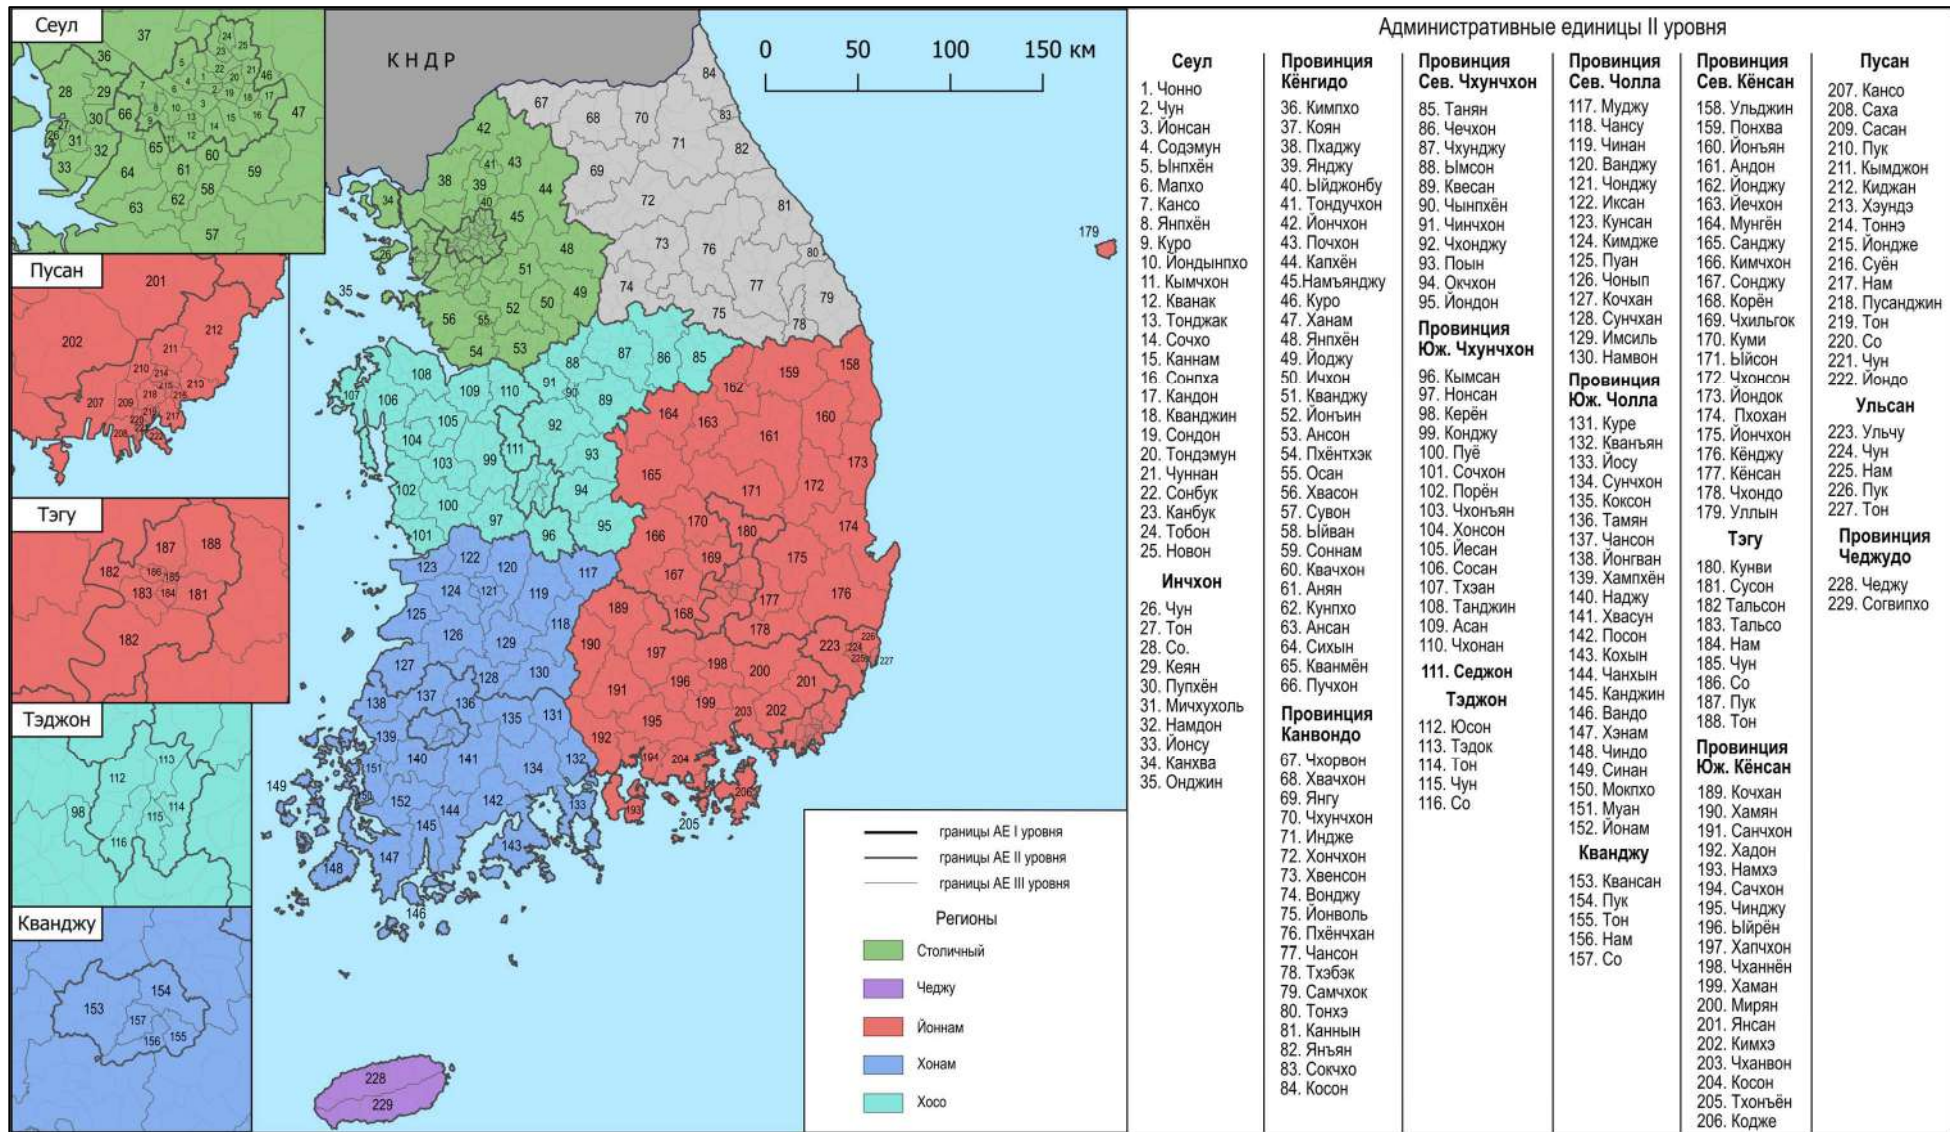 Сеул
Пусан
Тэгу
Тэджон
Кванджу
КНДР
0 50 100 150 км
границы АЕ I уровня
границы АЕ II уровня
границы АЕ III уровня
Регионы
Столичный
Чеджу
Йоннам
Хонам
Хосо
Административные единицы II уровня
Сеул
1. Чонно
2. Чун
3. Йонсан
4. Содэмун
5. Ынпхён
6. Мапхо
7. Кансо
8. Янпхён
9. Куро
10. Йондынпхо
11. Кымчхон
12. Кванак
13. Тонджак
14. Сочхо
15. Каннам
16. Сонпха
17. Кандон
18. Кванджин
19. Сондон
20. Тондэмун
21. Чуннан
22. Сонбук
23. Канбук
24. Тобон
25. Новон
Инчхон
26. Чун
27. Тон
28. Со.
29. Кеян
30. Пупхён
31. Мичхухоль
32. Намдон
33. Йонсу
34. Канхва
35. Онджин
Провинция
Кёнгидо
36. Кимпхо
37. Коян
38. Пхаджу
39. Янджу
40. Ыйджонбу
41. Тондучхон
42. Йончхон
43. Почхон
44. Капхён
45.Намъянджу
46. Куро
47. Ханам
48. Янпхён
49. Йоджу
50. Ичхон
51. Кванджу
52. Йонъин
53. Ансон
54. Пхёнтхэк
55. Осан
56. Хвасон
57. Сувон
58. Ыйван
59. Соннам
60. Квачхон
61. Анян
62. Кунпхо
63. Ансан
64. Сихын
65. Кванмён
66. Пучхон
Провинция
Канвондо
67. Чхорвон
68. Хвачхон
69. Янгу
70. Чхунчхон
71. Индже
72. Хончхон
73. Хвенсон
74. Вонджу
75. Йонволь
76. Пхёнчхан
77. Чансон
78. Тхэбэк
79. Самчхок
80. Тонхэ
81. Каннын
82. Янъян
83. Сокчхо
84. Косон
Провинция
Сев. Чхунчхон
85. Танян
86. Чечхон
87. Чхунджу
88. Ымсон
89. Квесан
90. Чынпхён
91. Чинчхон
92. Чхонджу
93. Поын
94. Окчхон
95. Йондон
Провинция
Юж. Чхунчхон
96. Кымсан
97. Нонсан
98. Керён
99. Конджу
100. Пуё
101. Сочхон
102. Порён
103. Чхонъян
104. Хонсон
105. Йесан
106. Сосан
107. Тхэан
108. Танджин
109. Асан
110. Чхонан
111. Седжон
Тэджон
112. Юсон
113. Тэдок
114. Тон
115. Чун
116. Со
Провинция
Сев. Чолла
117. Муджу
118. Чансу
119. Чинан
120. Ванджу
121. Чонджу
122. Иксан
123. Кунсан
124. Кимдже
125. Пуан
126. Чонып
127. Кочхан
128. Сунчхан
129. Имсиль
130. Намвон
Провинция
Юж. Чолла
131. Куре
132. Кванъян
133. Йосу
134. Сунчхон
135. Коксон
136. Тамян
137. Чансон
138. Йонгван
139. Хампхён
140. Наджу
141. Хвасун
142. Посон
143. Кохын
144. Чанхын
145. Канджин
146. Вандо
147. Хэнам
148. Чиндо
149. Синан
150. Мокпхо
151. Муан
152. Йонам
Кванджу
153. Квансан
154. Пук
155. Тон
156. Нам
157. Со
Провинция
Сев. Кёнсан
158. Ульджин
159. Понхва
160. Йонъян
161. Андон
162. Йонджу
163. Йечхон
164. Мунгён
165. Санджу
166. Кимчхон
167. Сонджу
168. Корён
169. Чхильгок
170. Куми
171. Ыйсон
172. Чхонсон
173. Йондок
174. Пхохан
175. Йончхон
176. Кёнджу
177. Кёнсан
178. Чхондо
179. Уллын
Тэгу
180. Кунви
181. Сусон
182 Тальсон
183. Тальсо
184. Нам
185. Чун
186. Со
187. Пук
188. Тон
Провинция
Юж. Кёнсан
189. Кочхан
190. Хамян
191. Санчхон
192. Хадон
193. Намхэ
194. Сачхон
195. Чинджу
196. Ыйрён
197. Хапчхон
198. Чханнён
199. Хаман
200. Мирян
201. Янсан
202. Кимхэ
203. Чханвон
204. Косон
205. Тхонъён
206. Кодже
Пусан
207. Кансо
208. Саха
209. Сасан
210. Пук
211. Кымджон
212. Киджан
213. Хэундэ
214. Тоннэ
215. Йондже
216. Суён
217. Нам
218. Пусанджин
219. Тон
220. Со
221. Чун
222. Йондо
Ульсан
223. Ульчу
224. Чун
225. Нам
226. Пук
227. Тон
Провинция
Чеджудо
228. Чеджу
229. Согвипхо